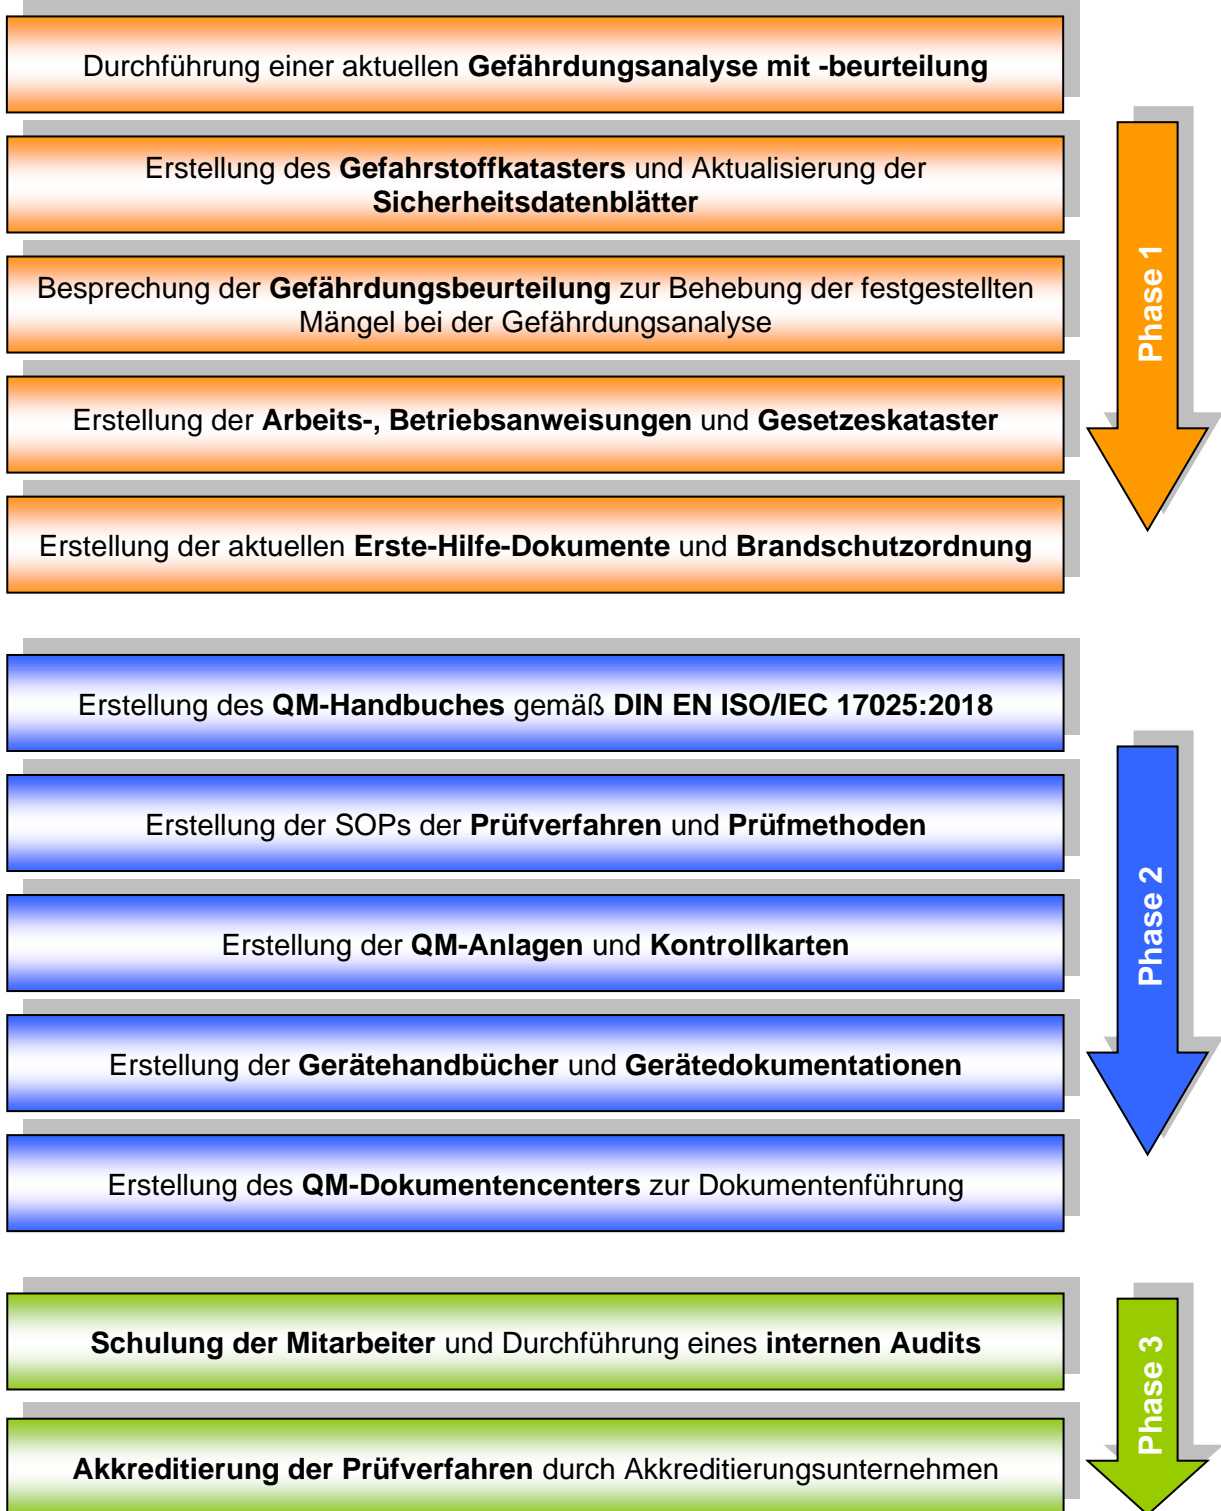 Durchführung einer aktuellen Gefährdungsanalyse mit -beurteilung
Erstellung des Gefahrstoffkatasters und Aktualisierung der
Sicherheitsdatenblätter
Besprechung der Gefährdungsbeurteilung zur Behebung der festgestellten
Mängel bei der Gefährdungsanalyse
Erstellung der Arbeits-, Betriebsanweisungen und Gesetzeskataster
Erstellung der aktuellen Erste-Hilfe-Dokumente und Brandschutzordnung
Phase 1
Erstellung des QM-Handbuches gemäß DIN EN ISO/IEC 17025:2018
Erstellung der SOPs der Prüfverfahren und Prüfmethoden
Erstellung der QM-Anlagen und Kontrollkarten
Erstellung der Gerätehandbücher und Gerätedokumentationen
Erstellung des QM-Dokumentencenters zur Dokumentenführung
Phase 2
Schulung der Mitarbeiter und Durchführung eines internen Audits
Akkreditierung der Prüfverfahren durch Akkreditierungsunternehmen
Phase 3